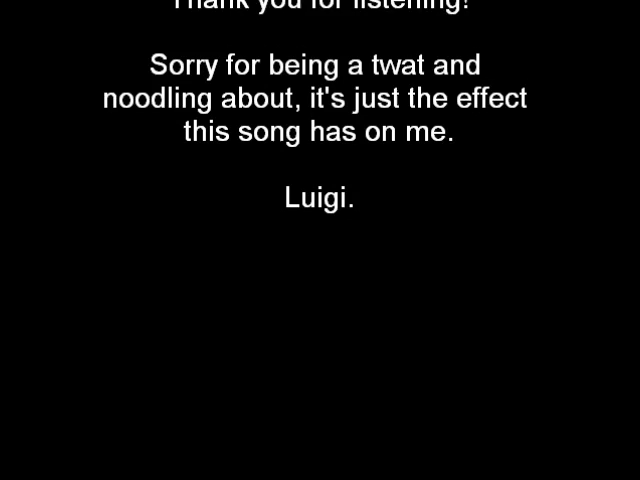 Thank you for listening!
Sorry for being a twat and
noodling about, it's just the effect
this song has on me.
Luigi.